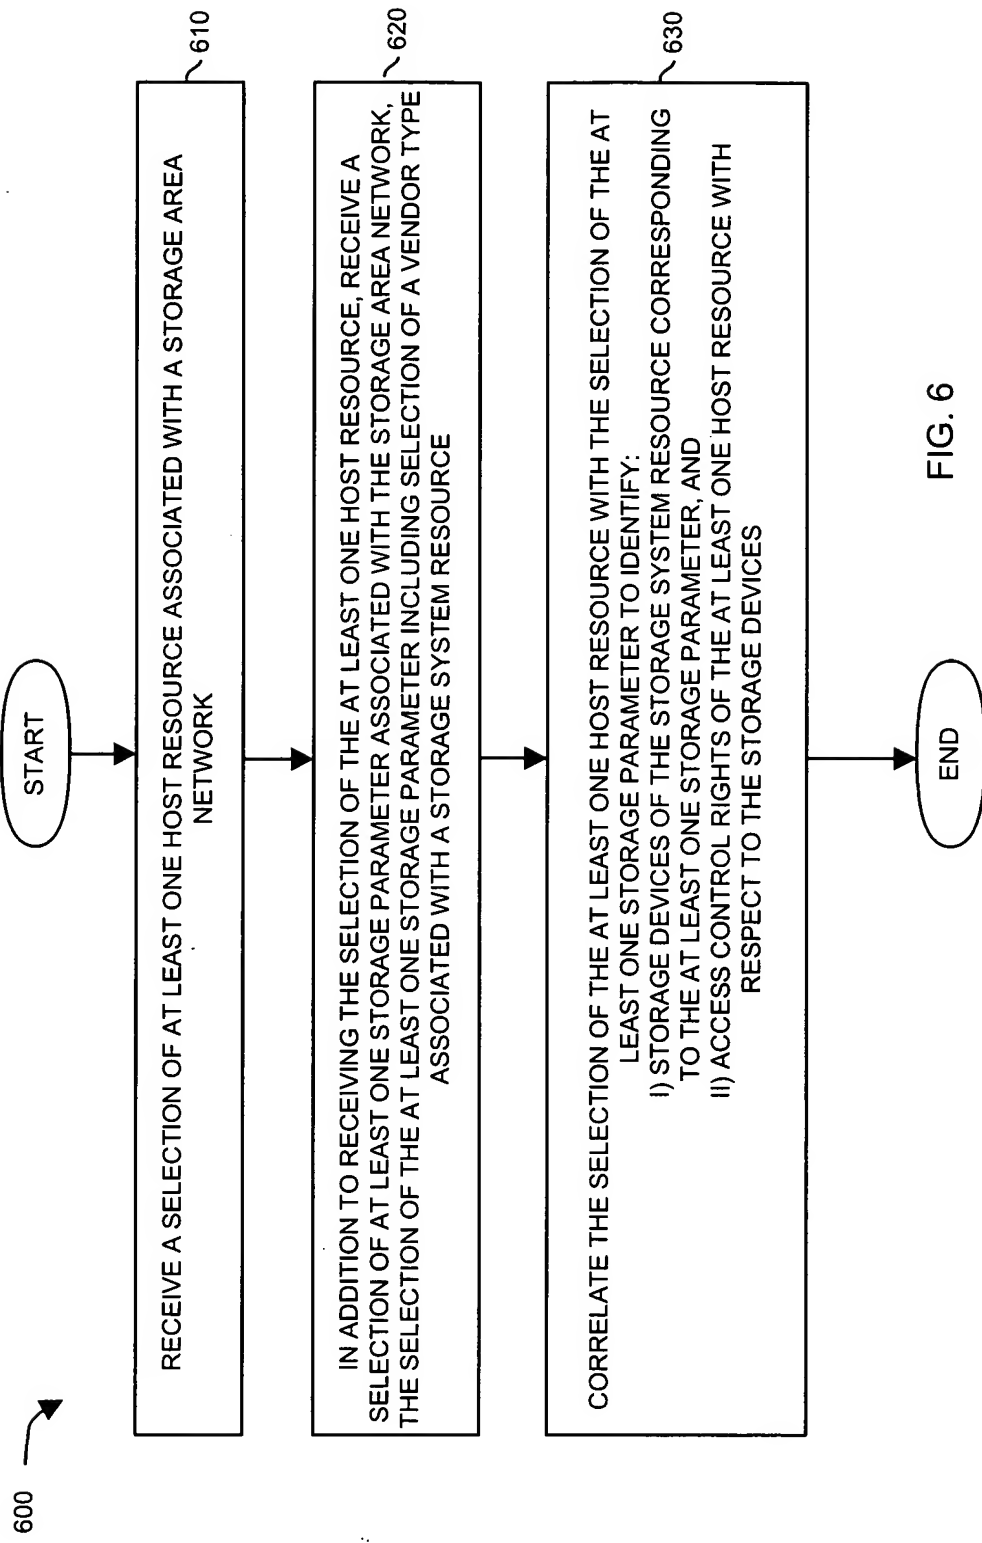 600
START
RECEIVE A SELECTION OF AT LEAST ONE HOST RESOURCE ASSOCIATED WITH A STORAGE AREA
NETWORK
610
IN ADDITION TO RECEIVING THE SELECTION OF THE AT LEAST ONE HOST RESOURCE, RECEIVE A
SELECTION OF AT LEAST ONE STORAGE PARAMETER ASSOCIATED WITH THE STORAGE AREA NETWORK,
THE SELECTION OF THE AT LEAST ONE STORAGE PARAMETER INCLUDING SELECTION OF A VENDOR TYPE
ASSOCIATED WITH A STORAGE SYSTEM RESOURCE
620
CORRELATE THE SELECTION OF THE AT LEAST ONE HOST RESOURCE WITH THE SELECTION OF THE AT
LEAST ONE STORAGE PARAMETER TO IDENTIFY:
I) STORAGE DEVICES OF THE STORAGE SYSTEM RESOURCE CORRESPONDING
TO THE AT LEAST ONE STORAGE PARAMETER, AND
II) ACCESS CONTROL RIGHTS OF THE AT LEAST ONE HOST RESOURCE WITH
RESPECT TO THE STORAGE DEVICES
630
END
FIG. 6